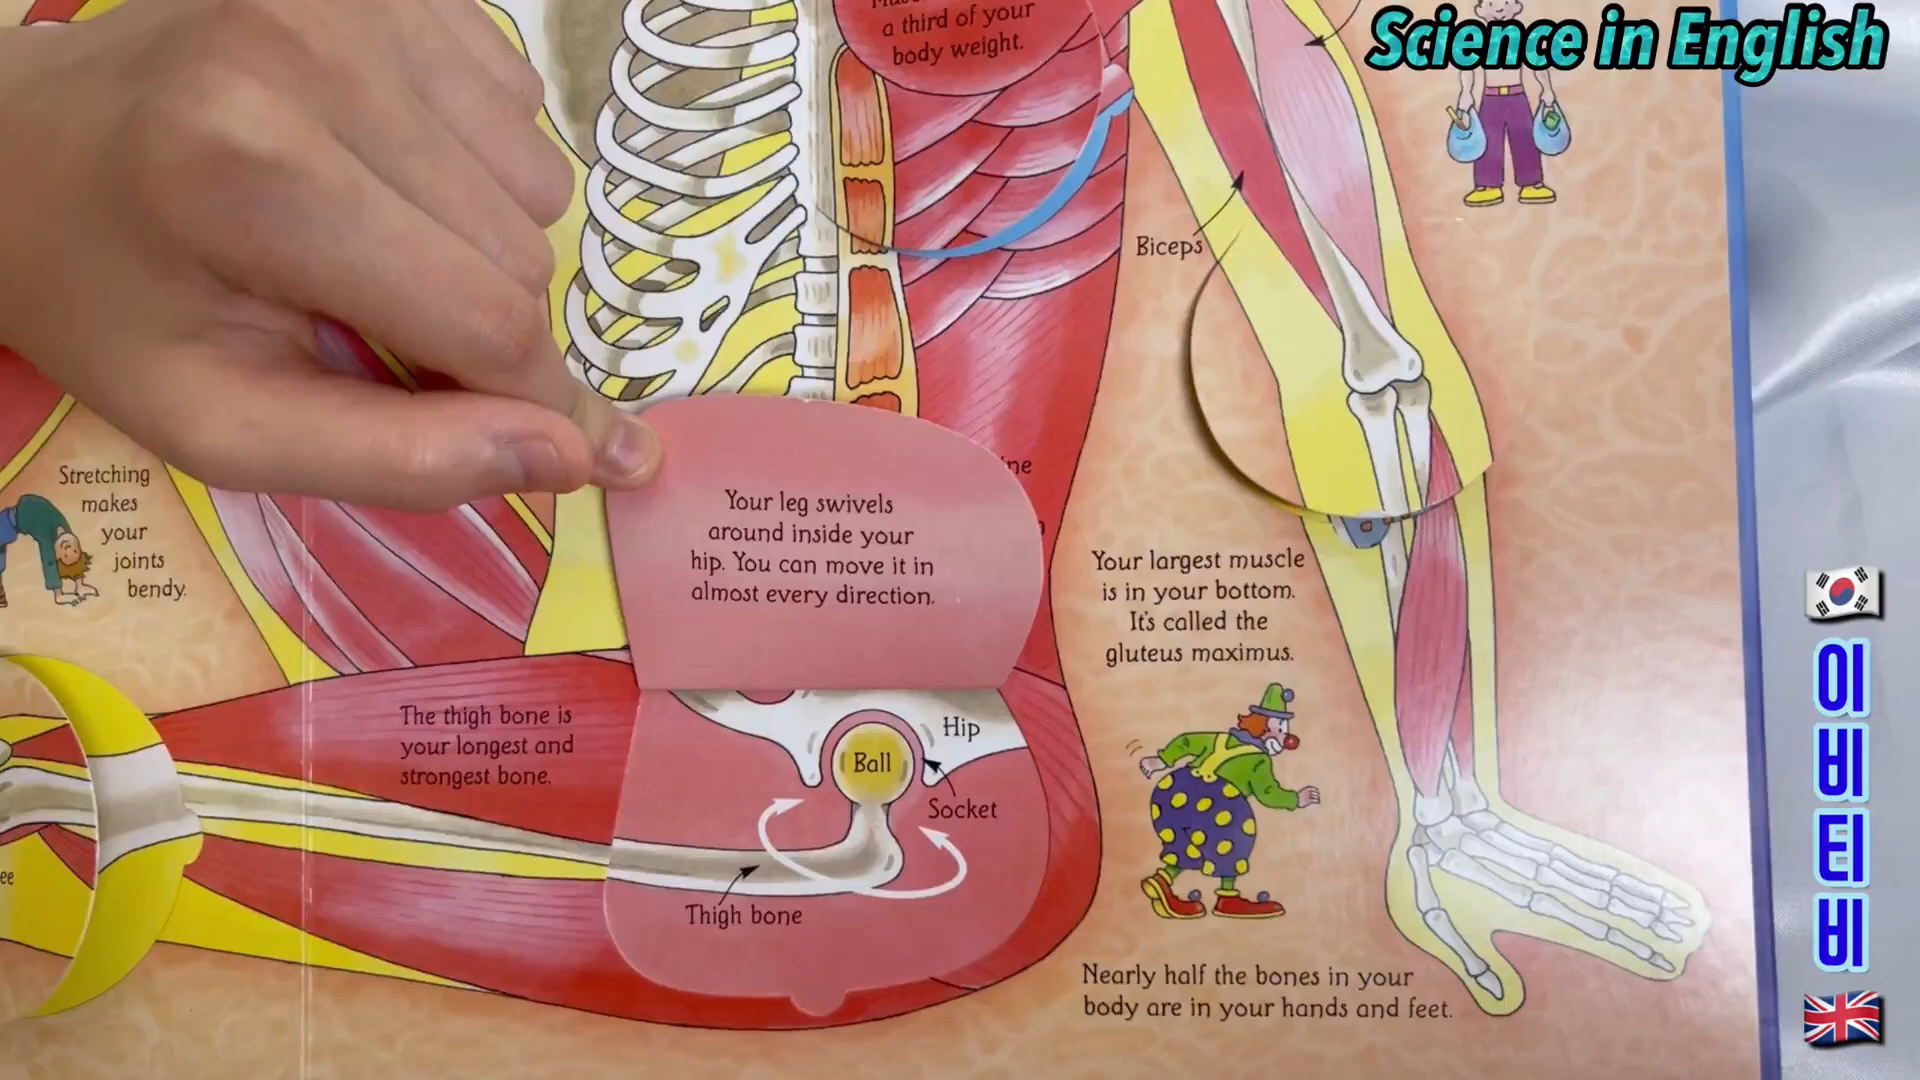 a third of your
body weight.
Science in English
Biceps
Stretching
makes
your
joints
bendy.
Your leg swivels
around inside your
hip. You can move it in
almost every direction.
Your largest muscle
is in your bottom.
It's called the
gluteus maximus.
The thigh bone is
your longest and
strongest bone.
Hip
Ball
Socket
Thigh bone
Nearly half the bones in your
body are in your hands and feet.
이비티비